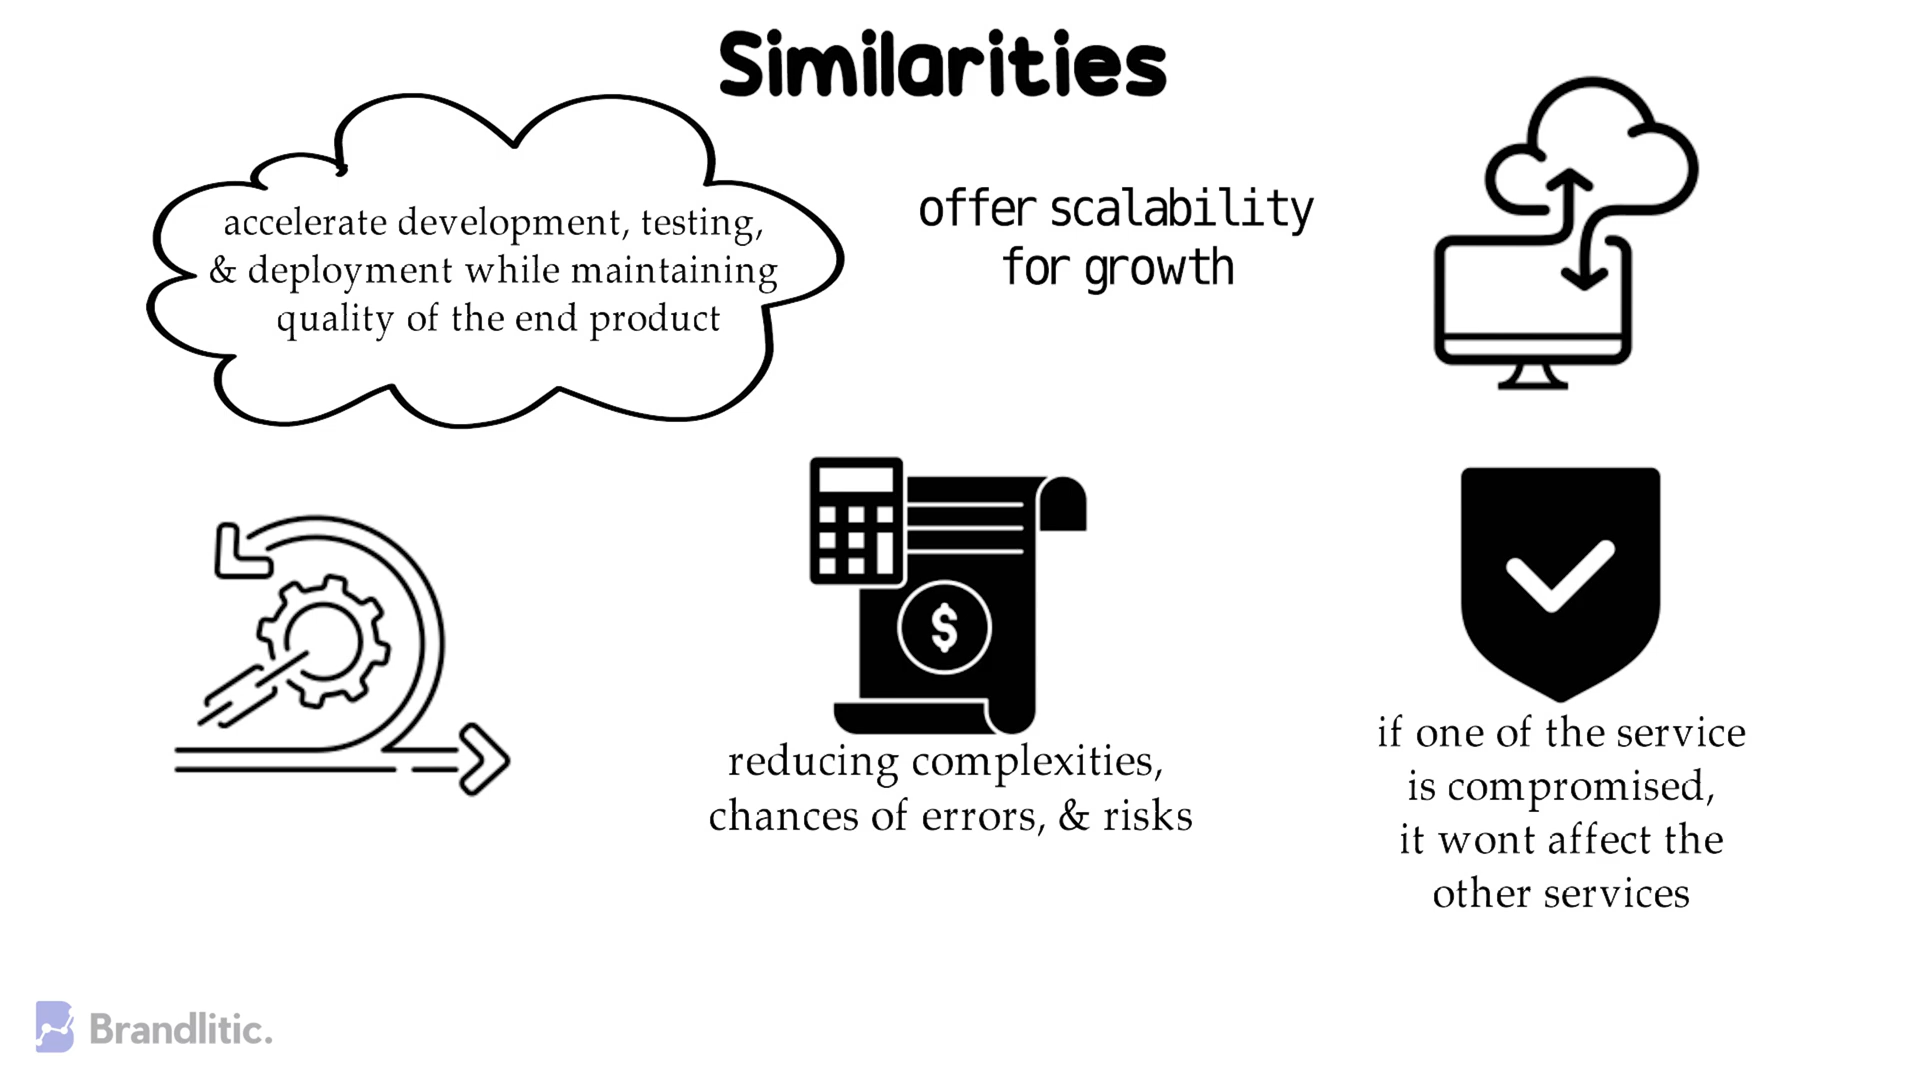 Similarities
accelerate development, testing,
& deployment while maintaining
quality of the end product
offer scalability
for growth
$
reducing complexities,
chances of errors, & risks
if one of the service
is compromised,
it wont affect the
other services
Brandlitic.